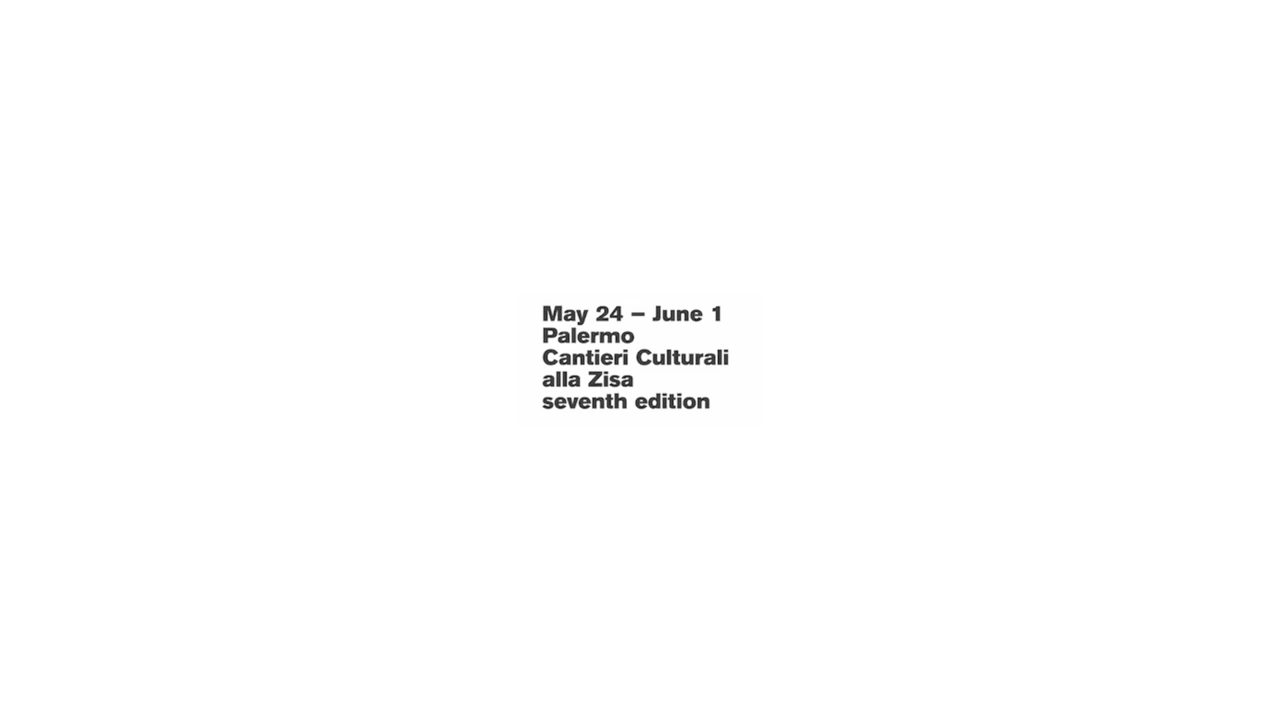 May 24 – June 1
Palermo
Cantieri Culturali
alla Zisa
seventh edition